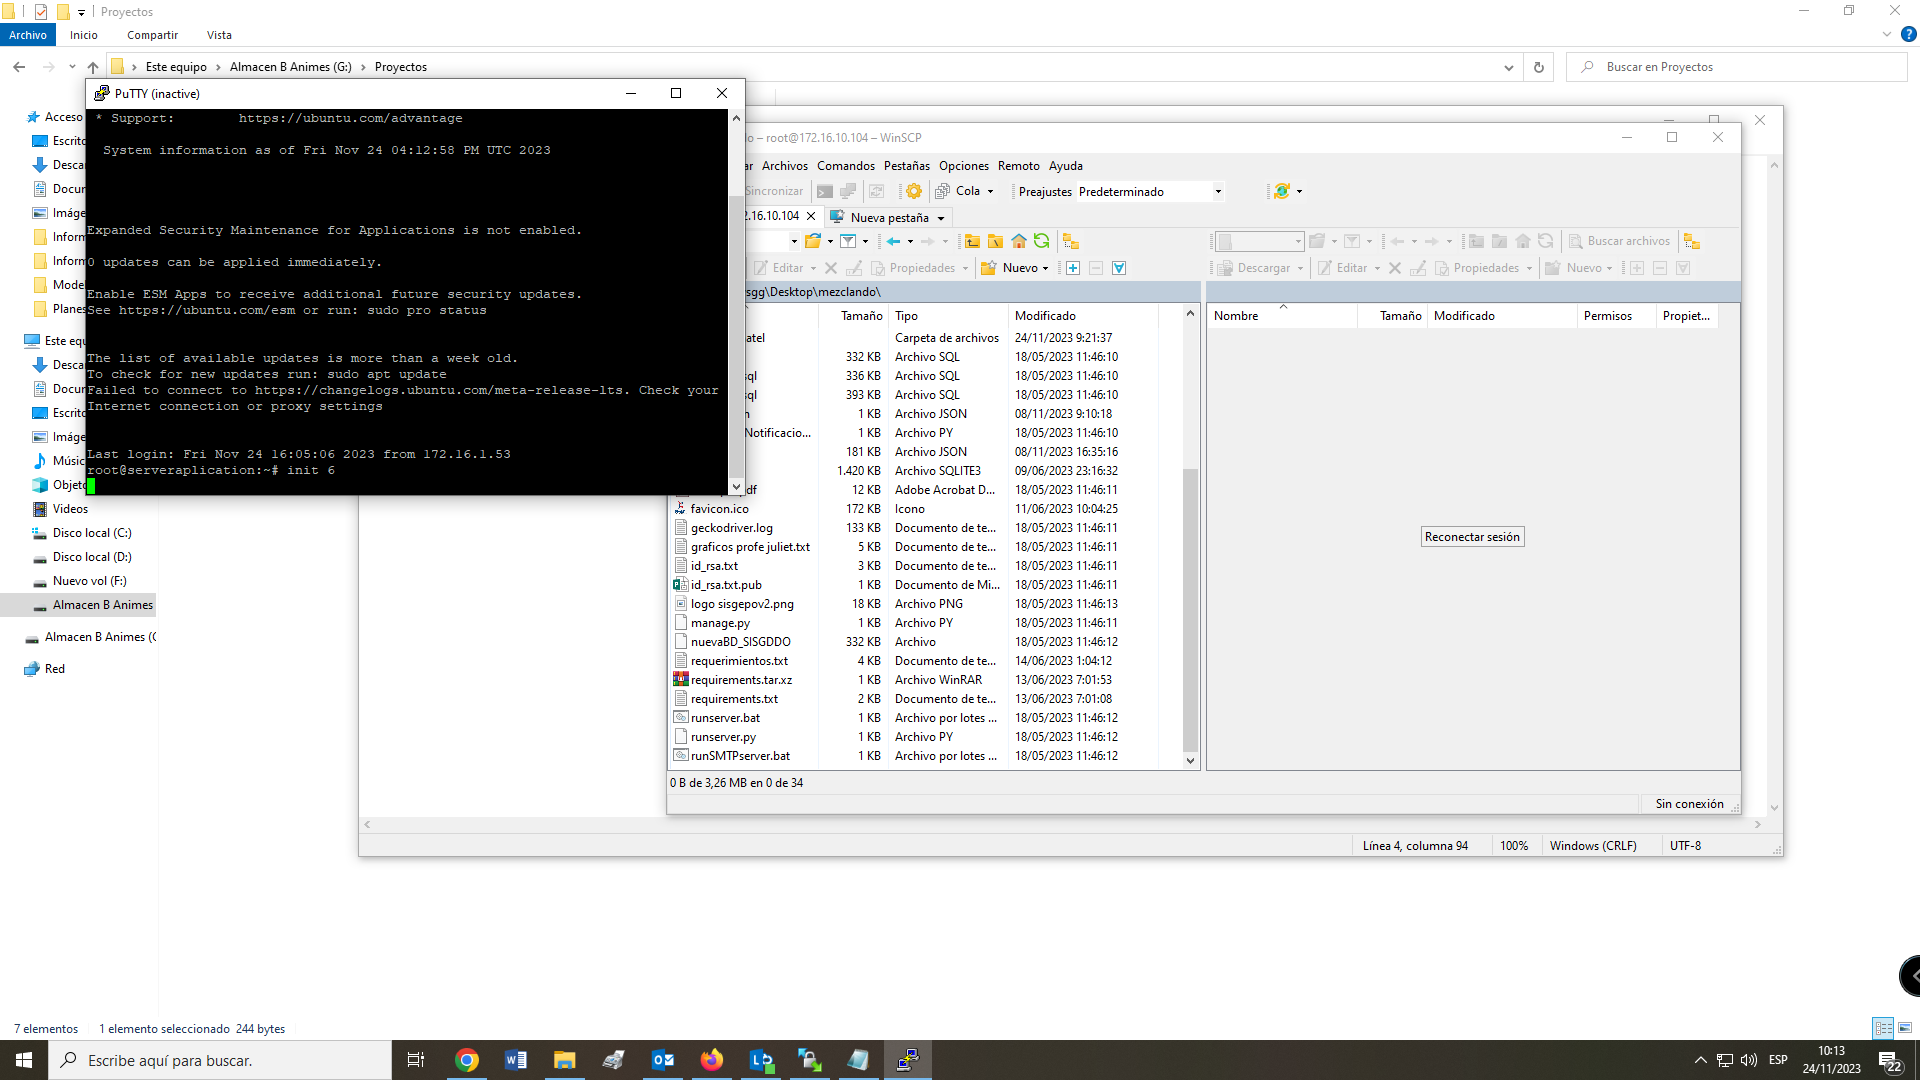 Proyectos
Archivo
Inicio
Compartir
Vista
Este equipo
Almacen B Animes (G:)
Proyectos
Buscar en Proyectos
Acceso
Escrito
Descar
Docur
Imáge
Inforn
Inforn
Model
Planes
Este equ
Descar
Docur
Escrito
Imáge
Músic
Objeto
Videos
Disco local (C:)
Disco local (D:)
Nuevo vol (F:)
Almacen B Animes
Almacen B Animes (
Red
PuTTY (inactive)
* Support:        https://ubuntu.com/advantage
System information as of Fri Nov 24 04:12:58 PM UTC 2023
Expanded Security Maintenance for Applications is not enabled.
0 updates can be applied immediately.
Enable ESM Apps to receive additional future security updates.
See https://ubuntu.com/esm or run: sudo pro status
The list of available updates is more than a week old.
To check for new updates run: sudo apt update
Failed to connect to https://changelogs.ubuntu.com/meta-release-lts. Check your
Internet connection or proxy settings
Last login: Fri Nov 24 16:05:06 2023 from 172.16.1.53
root@serveraplication:~# init 6
lo – root@172.16.10.104 – WinSCP
ar Archivos Comandos Pestañas Opciones Remoto Ayuda
Sincronizar
Cola
Preajustes Predeterminado
2.16.10.104
Nueva pestaña
Buscar archivos
Editar
Propiedades
Nuevo
Descargar
Editar
Propiedades
Nuevo
sgg\Desktop\mezclando\
Tamaño Tipo Modificado
atel Carpeta de archivos 24/11/2023 9:21:37
332 KB Archivo SQL 18/05/2023 11:46:10
ql 336 KB Archivo SQL 18/05/2023 11:46:10
ql 393 KB Archivo SQL 18/05/2023 11:46:10
n 1 KB Archivo JSON 08/11/2023 9:10:18
Notificacio... 1 KB Archivo PY 18/05/2023 11:46:10
181 KB Archivo JSON 08/11/2023 16:35:16
1.420 KB Archivo SQLITE3 09/06/2023 23:16:32
df 12 KB Adobe Acrobat D... 18/05/2023 11:46:11
favicon.ico 172 KB Icono 11/06/2023 10:04:25
geckodriver.log 133 KB Documento de te... 18/05/2023 11:46:11
graficos profe juliet.txt 5 KB Documento de te... 18/05/2023 11:46:11
id_rsa.txt 3 KB Documento de te... 18/05/2023 11:46:11
id_rsa.txt.pub 1 KB Documento de Mi... 18/05/2023 11:46:11
logo sisgepov2.png 18 KB Archivo PNG 18/05/2023 11:46:13
manage.py 1 KB Archivo PY 18/05/2023 11:46:11
nuevaBD_SISGDDO 332 KB Archivo 18/05/2023 11:46:12
requerimientos.txt 4 KB Documento de te... 14/06/2023 1:04:12
requirements.tar.xz 1 KB Archivo WinRAR 13/06/2023 7:01:53
requirements.txt 2 KB Documento de te... 13/06/2023 7:01:08
runserver.bat 1 KB Archivo por lotes ... 18/05/2023 11:46:12
runserver.py 1 KB Archivo PY 18/05/2023 11:46:12
runSMTPserver.bat 1 KB Archivo por lotes ... 18/05/2023 11:46:12
Nombre Tamaño Modificado Permisos Propiet...
Reconectar sesión
0 B de 3,26 MB en 0 de 34
Sin conexión
Línea 4, columna 94
100%
Windows (CRLF)
UTF-8
7 elementos
1 elemento seleccionado 244 bytes
Escribe aquí para buscar.
ESP
10:13
24/11/2023
22